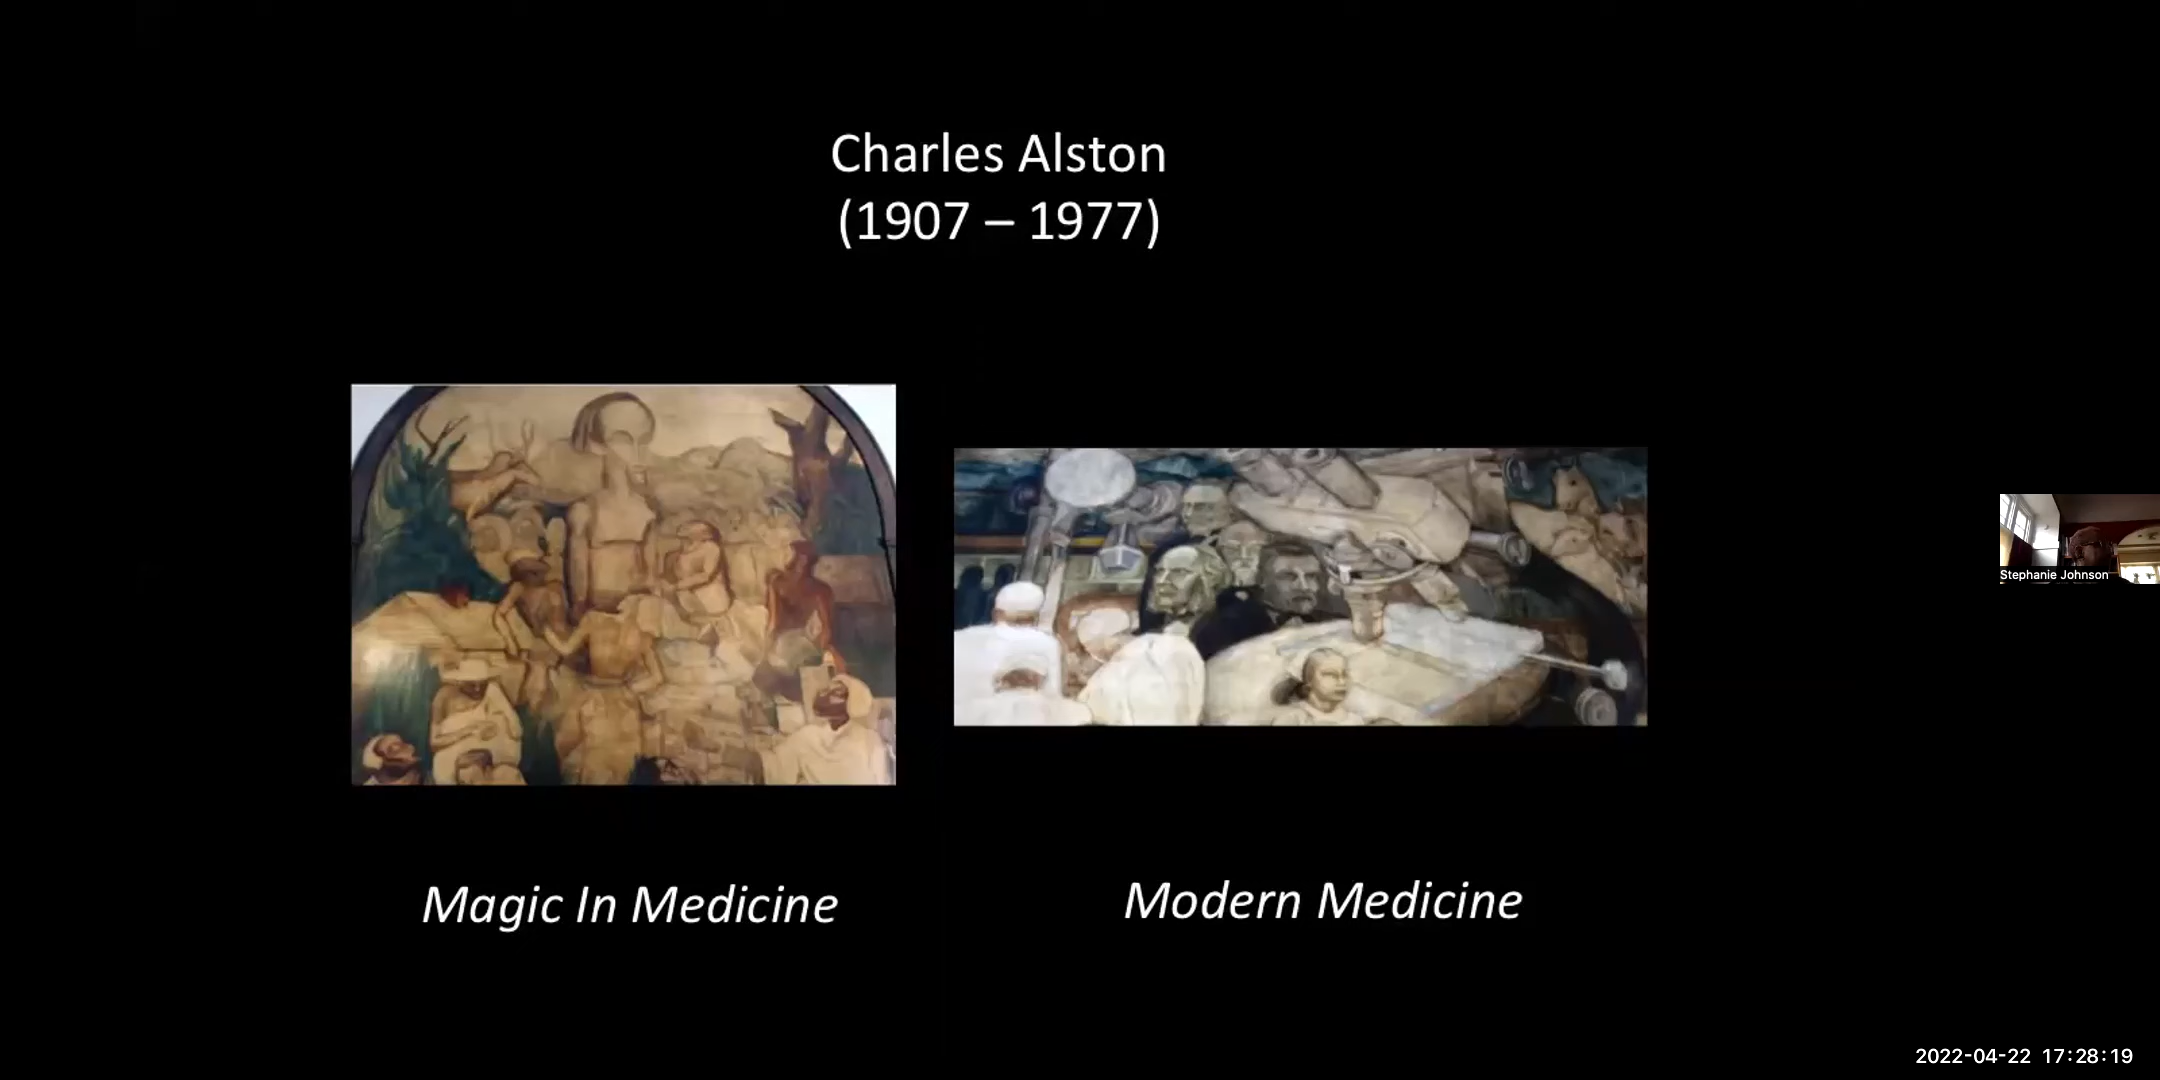 Charles Alston
(1907 – 1977)
Magic In Medicine
Modern Medicine
Stephanie Johnson
2022-04-22 17:28:19